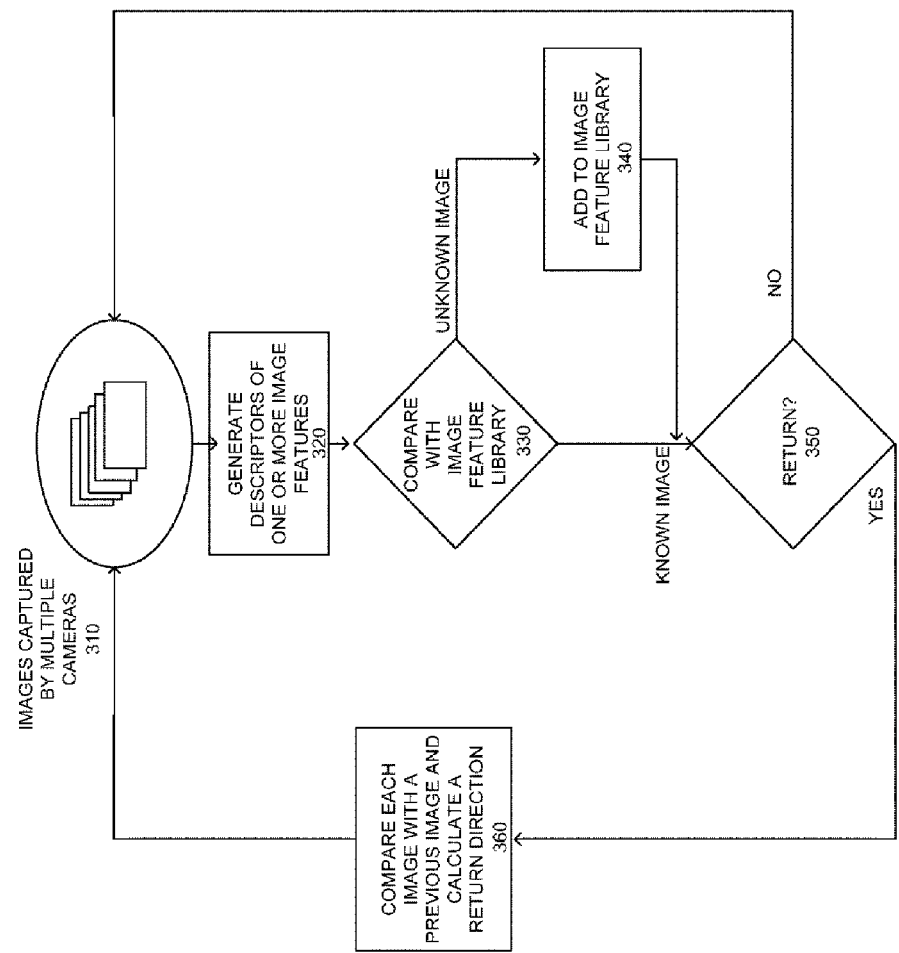 IMAGES CAPTURED
BY MULTIPLE
CAMERAS
310
GENERATE
DESCRIPTORS OF
ONE OR MORE IMAGE
FEATURES
320
COMPARE
WITH
IMAGE
FEATURE
LIBRARY
330
UNKNOWN IMAGE
ADD TO IMAGE
FEATURE LIBRARY
340
KNOWN IMAGE
RETURN?
350
NO
YES
COMPARE EACH
IMAGE WITH A
PREVIOUS IMAGE AND
CALCULATE A
RETURN DIRECTION
360